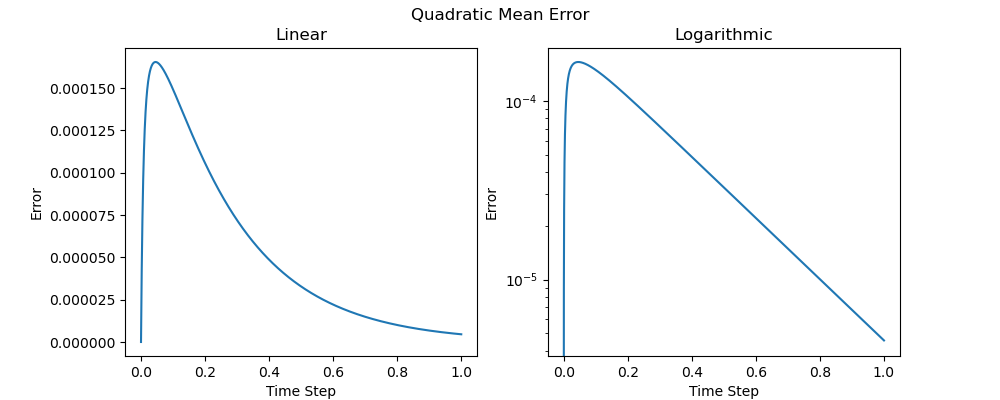 Quadratic Mean Error
Linear
Error
0.000150
0.000125
0.000100
0.000075
0.000050
0.000025
0.000000
0.0 0.2 0.4 0.6 0.8 1.0
Time Step
Logarithmic
Error
10⁻⁴
10⁻⁵
0.0 0.2 0.4 0.6 0.8 1.0
Time Step